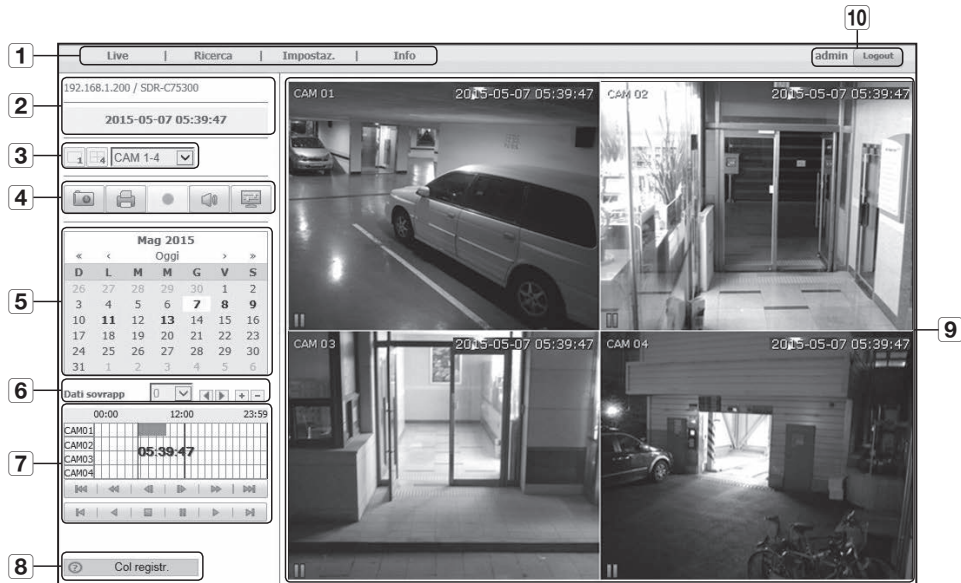 10
1
Live | Ricerca | Impostaz. | Info
admin Logout
2
192.168.1.200 / SDR-C75300
2015-05-07 05:39:47
3
1 4 CAM 1-4
4
5
Mag 2015
« ‹ Oggi › »
D L M M G V S
26 27 28 29 30 1 2
3 4 5 6 7 8 9
10 11 12 13 14 15 16
17 18 19 20 21 22 23
24 25 26 27 28 29 30
31 1 2 3 4 5 6
6
Dati sovrapp 0 + -
7
00:00 12:00 23:59
CAM01
CAM02
CAM03
CAM04
05:39:47
8
? Col registr.
CAM 01 2015-05-07 05:39:47
CAM 02 2015-05-07 05:39:47
CAM 03 2015-05-07 05:39:47
CAM 04 2015-05-07 05:39:47
9